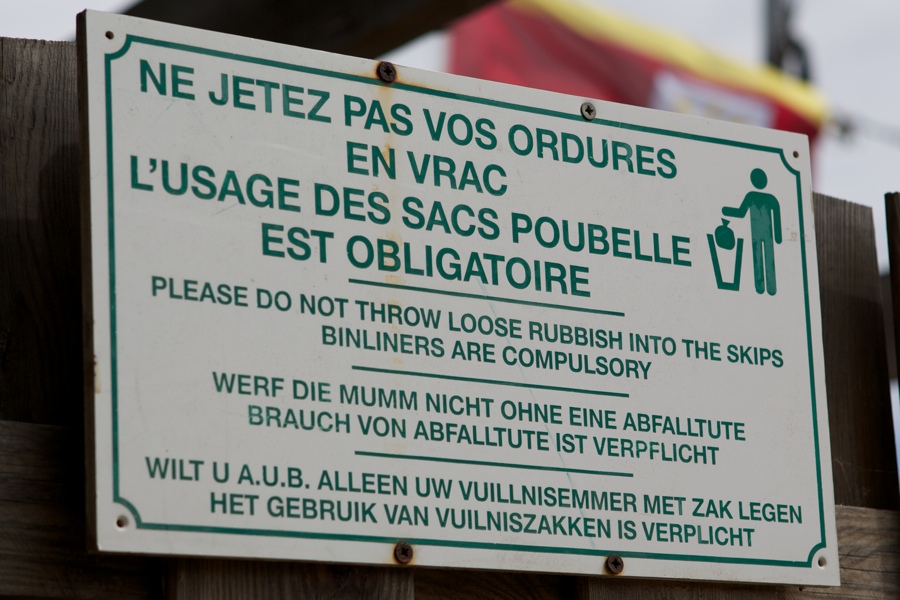 NE JETEZ PAS VOS ORDURES
EN VRAC
L'USAGE DES SACS POUBELLE
EST OBLIGATOIRE
PLEASE DO NOT THROW LOOSE RUBBISH INTO THE SKIPS
BINLINERS ARE COMPULSORY
WERF DIE MUMM NICHT OHNE EINE ABFALLTUTE
BRAUCH VON ABFALLTUTE IST VERPFLICHT
WILT U A.U.B. ALLEEN UW VUILLNISEMMER MET ZAK LEGEN
HET GEBRUIK VAN VUILNISZAKKEN IS VERPLICHT